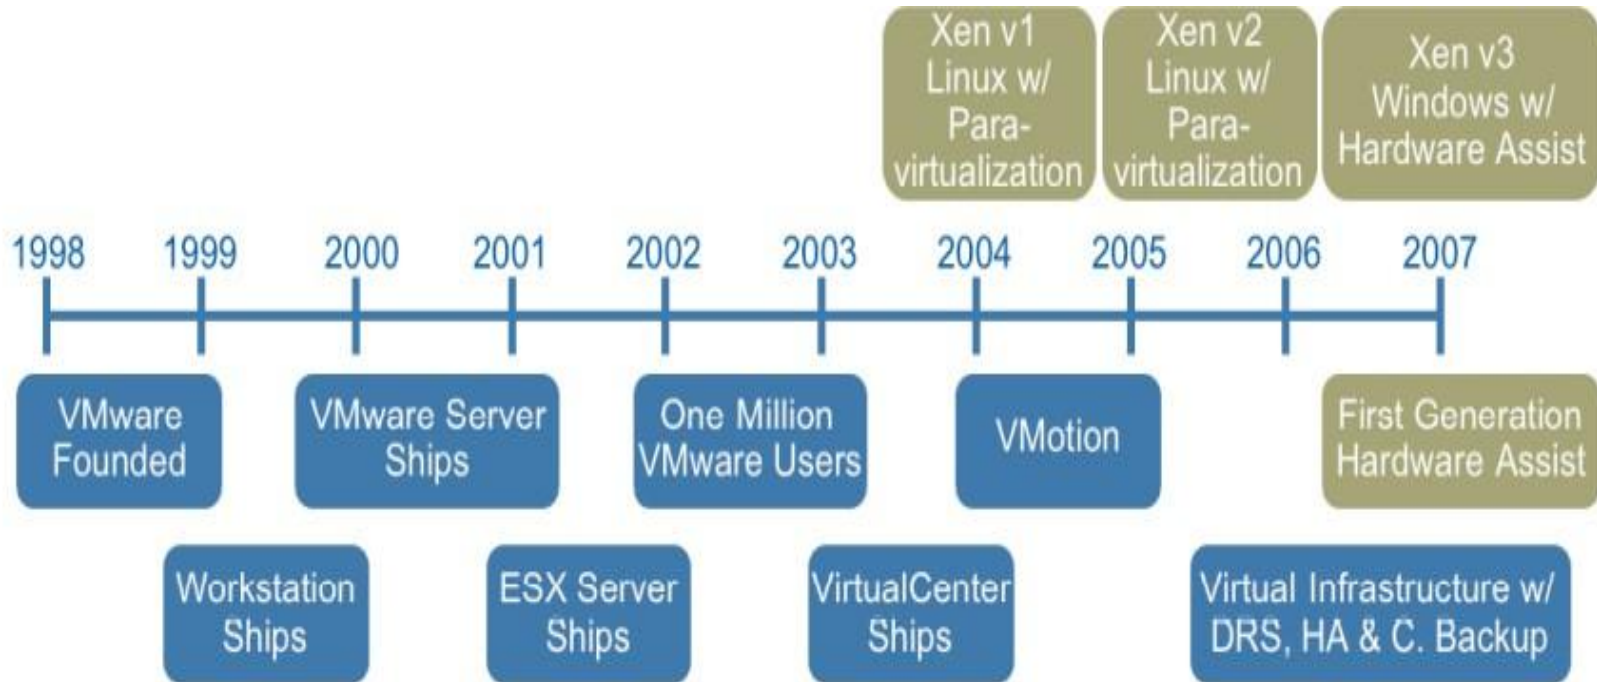 Xen v1
Linux w/
Para-
virtualization
Xen v2
Linux w/
Para-
virtualization
Xen v3
Windows w/
Hardware Assist
1998
1999
2000
2001
2002
2003
2004
2005
2006
2007
VMware
Founded
VMware Server
Ships
One Million
VMware Users
VMotion
First Generation
Hardware Assist
Workstation
Ships
ESX Server
Ships
VirtualCenter
Ships
Virtual Infrastructure w/
DRS, HA & C. Backup